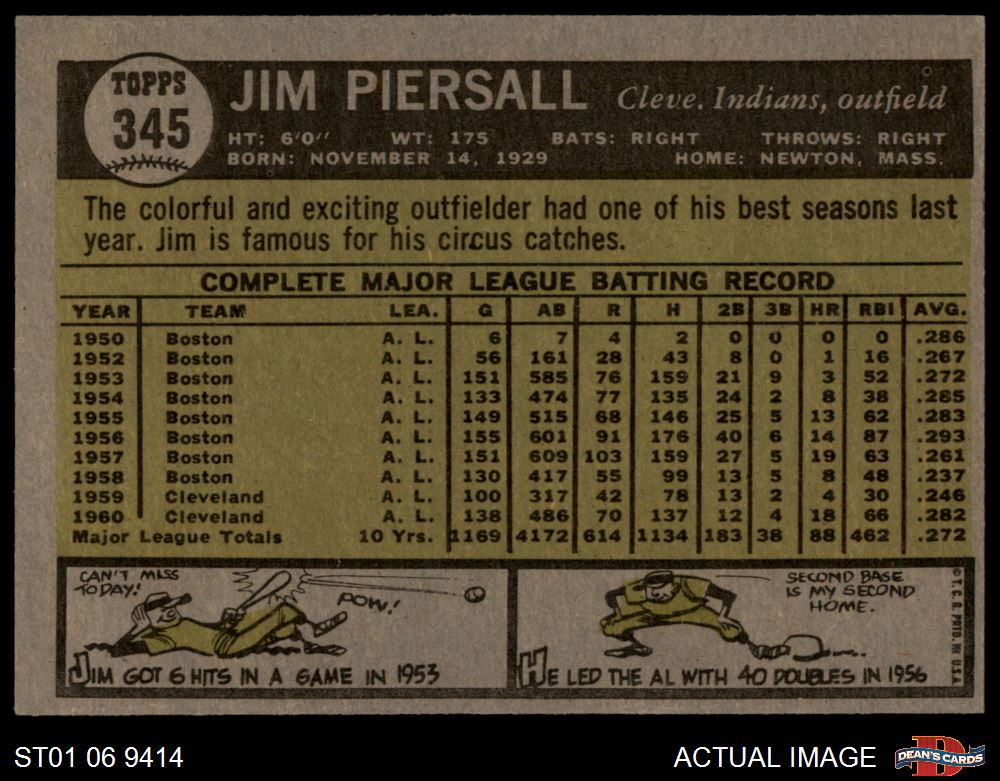 TOPPS
345
JIM PIERSALL Cleve. Indians, outfield
HT: 6'0" WT: 175 BATS: RIGHT THROWS: RIGHT
BORN: NOVEMBER 14, 1929 HOME: NEWTON, MASS.
The colorful and exciting outfielder had one of his best seasons last
year. Jim is famous for his circus catches.
COMPLETE MAJOR LEAGUE BATTING RECORD
YEAR TEAM LEA. G AB R H 2B 3B HR RBI AVG.
1950 Boston A. L. 6 7 4 2 0 0 0 0 .286
1952 Boston A. L. 56 161 28 43 8 0 1 16 .267
1953 Boston A. L. 151 585 76 159 21 9 3 52 .272
1954 Boston A. L. 133 474 77 135 24 2 8 38 .285
1955 Boston A. L. 149 515 68 146 25 5 13 62 .283
1956 Boston A. L. 155 601 91 176 40 6 14 87 .293
1957 Boston A. L. 151 609 103 159 27 5 19 63 .261
1958 Boston A. L. 130 417 55 99 13 5 8 48 .237
1959 Cleveland A. L. 100 317 42 78 13 2 4 30 .246
1960 Cleveland A. L. 138 486 70 137 12 4 18 66 .282
Major League Totals 10 Yrs. 1169 4172 614 1134 183 38 88 462 .272
CAN'T MISS
TODAY!
POW!
JIM GOT 6 HITS IN A GAME IN 1953
SECOND BASE
IS MY SECOND
HOME.
HE LED THE AL WITH 40 DOUBLES IN 1956
© T. C. G. PRTD. IN U.S.A.
ST01 06 9414 ACTUAL IMAGE
DEAN'S CARDS